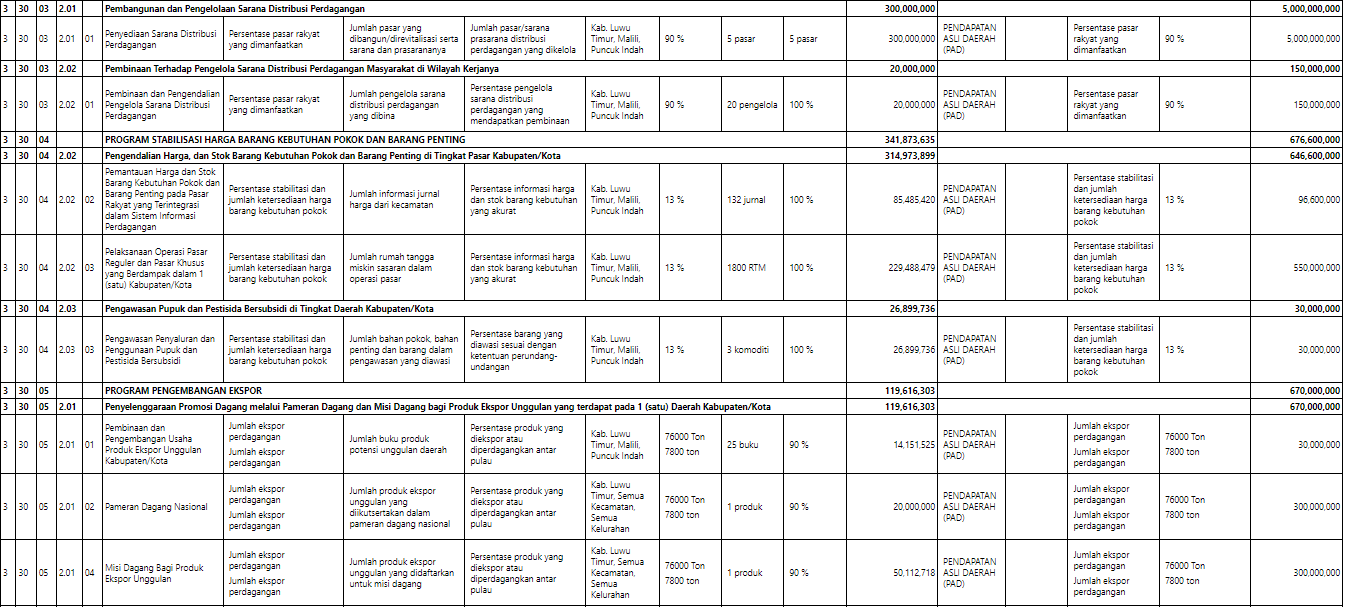 3 30 03 2.01 Pembangunan dan Pengelolaan Sarana Distribusi Perdagangan 300,000,000 5,000,000,000
3 30 03 2.01 01 Penyediaan Sarana Distribusi Perdagangan Persentase pasar rakyat yang dimanfaatkan Jumlah pasar yang dibangun/direvitalisasi serta sarana dan prasarananya Jumlah pasar/sarana prasarana distribusi perdagangan yang dikelola Kab. Luwu Timur, Malili, Puncuk Indah 90 % 5 pasar 5 pasar 300,000,000 PENDAPATAN ASLI DAERAH (PAD) Persentase pasar rakyat yang dimanfaatkan 90 % 5,000,000,000
3 30 03 2.02 Pembinaan Terhadap Pengelola Sarana Distribusi Perdagangan Masyarakat di Wilayah Kerjanya 20,000,000 150,000,000
3 30 03 2.02 01 Pembinaan dan Pengendalian Pengelola Sarana Distribusi Perdagangan Persentase pasar rakyat yang dimanfaatkan Jumlah pengelola sarana distribusi perdagangan yang dibina Persentase pengelola sarana distribusi perdagangan yang mendapatkan pembinaan Kab. Luwu Timur, Malili, Puncuk Indah 90 % 20 pengelola 100 % 20,000,000 PENDAPATAN ASLI DAERAH (PAD) Persentase pasar rakyat yang dimanfaatkan 90 % 150,000,000
3 30 04 PROGRAM STABILISASI HARGA BARANG KEBUTUHAN POKOK DAN BARANG PENTING 341,873,635 676,600,000
3 30 04 2.02 Pengendalian Harga, dan Stok Barang Kebutuhan Pokok dan Barang Penting di Tingkat Pasar Kabupaten/Kota 314,973,899 646,600,000
3 30 04 2.02 02 Pemantauan Harga dan Stok Barang Kebutuhan Pokok dan Barang Penting pada Pasar Rakyat yang Terintegrasi dalam Sistem Informasi Perdagangan Persentase stabilitasi dan jumlah ketersediaan harga barang kebutuhan pokok Jumlah informasi jurnal harga dari kecamatan Persentase informasi harga dan stok barang kebutuhan yang akurat Kab. Luwu Timur, Malili, Puncuk Indah 13 % 132 jurnal 100 % 85,485,420 PENDAPATAN ASLI DAERAH (PAD) Persentase stabilitasi dan jumlah ketersediaan harga barang kebutuhan pokok 13 % 96,600,000
3 30 04 2.02 03 Pelaksanaan Operasi Pasar Reguler dan Pasar Khusus yang Berdampak dalam 1 (satu) Kabupaten/Kota Persentase stabilitasi dan jumlah ketersediaan harga barang kebutuhan pokok Jumlah rumah tangga miskin sasaran dalam operasi pasar Persentase informasi harga dan stok barang kebutuhan yang akurat Kab. Luwu Timur, Malili, Puncuk Indah 13 % 1800 RTM 100 % 229,488,479 PENDAPATAN ASLI DAERAH (PAD) Persentase stabilitasi dan jumlah ketersediaan harga barang kebutuhan pokok 13 % 550,000,000
3 30 04 2.03 Pengawasan Pupuk dan Pestisida Bersubsidi di Tingkat Daerah Kabupaten/Kota 26,899,736 30,000,000
3 30 04 2.03 03 Pengawasan Penyaluran dan Penggunaan Pupuk dan Pestisida Bersubsidi Persentase stabilitasi dan jumlah ketersediaan harga barang kebutuhan pokok Jumlah bahan pokok, bahan penting dan barang dalam pengawasan yang diawasi Persentase barang yang diawasi sesuai dengan ketentuan perundang-undangan Kab. Luwu Timur, Malili, Puncuk Indah 13 % 3 komoditi 100 % 26,899,736 PENDAPATAN ASLI DAERAH (PAD) Persentase stabilitasi dan jumlah ketersediaan harga barang kebutuhan pokok 13 % 30,000,000
3 30 05 PROGRAM PENGEMBANGAN EKSPOR 119,616,303 670,000,000
3 30 05 2.01 Penyelenggaraan Promosi Dagang melalui Pameran Dagang dan Misi Dagang bagi Produk Ekspor Unggulan yang terdapat pada 1 (satu) Daerah Kabupaten/Kota 119,616,303 670,000,000
3 30 05 2.01 01 Pembinaan dan Pengembangan Usaha Produk Ekspor Unggulan Kabupaten/Kota Jumlah ekspor perdagangan Jumlah ekspor perdagangan Jumlah buku produk potensi unggulan daerah Persentase produk yang diekspor atau diperdagangkan antar pulau Kab. Luwu Timur, Malili, Puncuk Indah 76000 Ton 7800 ton 25 buku 90 % 14,151,525 PENDAPATAN ASLI DAERAH (PAD) Jumlah ekspor perdagangan Jumlah ekspor perdagangan 76000 Ton 7800 ton 30,000,000
3 30 05 2.01 02 Pameran Dagang Nasional Jumlah ekspor perdagangan Jumlah ekspor perdagangan Jumlah produk ekspor unggulan yang diikutsertakan dalam pameran dagang nasional Persentase produk yang diekspor atau diperdagangkan antar pulau Kab. Luwu Timur, Semua Kecamatan, Semua Kelurahan 76000 Ton 7800 ton 1 produk 90 % 20,000,000 PENDAPATAN ASLI DAERAH (PAD) Jumlah ekspor perdagangan Jumlah ekspor perdagangan 76000 Ton 7800 ton 300,000,000
3 30 05 2.01 04 Misi Dagang Bagi Produk Ekspor Unggulan Jumlah ekspor perdagangan Jumlah ekspor perdagangan Jumlah produk ekspor unggulan yang didaftarkan untuk misi dagang Persentase produk yang diekspor atau diperdagangkan antar pulau Kab. Luwu Timur, Semua Kecamatan, Semua Kelurahan 76000 Ton 7800 ton 1 produk 90 % 50,112,718 PENDAPATAN ASLI DAERAH (PAD) Jumlah ekspor perdagangan Jumlah ekspor perdagangan 76000 Ton 7800 ton 300,000,000